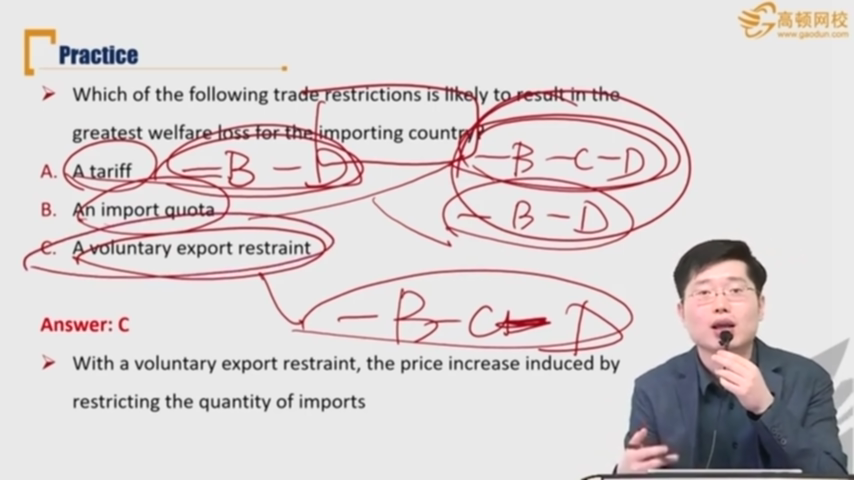 高顿网校
www.gaodun.com
Practice
Which of the following trade restrictions is likely to result in the
greatest welfare loss for the importing country?
A. A tariff
-B-D
-B-C-D
B. An import quota
-B-D
C. A voluntary export restraint
-B-C-D
Answer: C
With a voluntary export restraint, the price increase induced by
restricting the quantity of imports